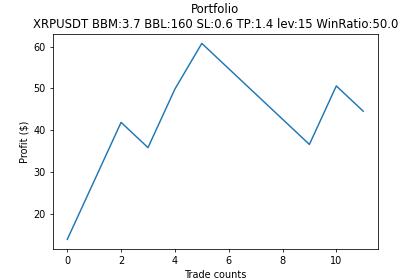 Portfolio
XRPUSDT BBM:3.7 BBL:160 SL:0.6 TP:1.4 lev:15 WinRatio:50.0
60
50
40
30
20
Profit ($)
0 2 4 6 8 10
Trade counts